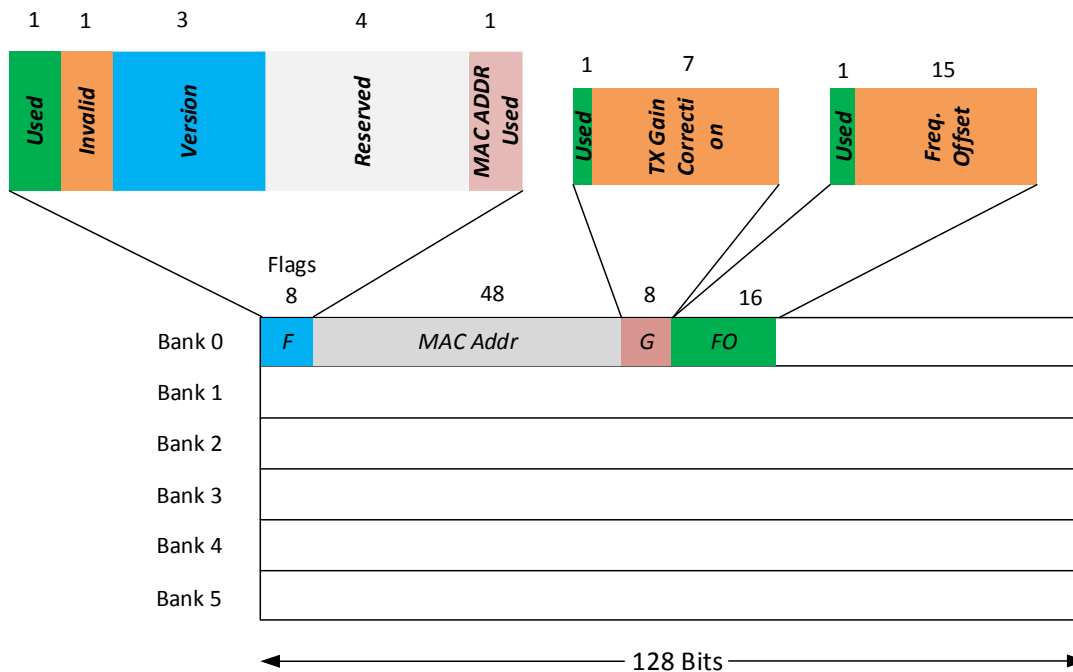 1 1 3 4 1
1 7
1 15
Used
Invalid
Version
Reserved
MAC ADDR
Used
Used
TX Gain
Correcti
on
Used
Freq.
Offset
Flags
8 48 8 16
Bank 0 F MAC Addr G FO
Bank 1
Bank 2
Bank 3
Bank 4
Bank 5
128 Bits